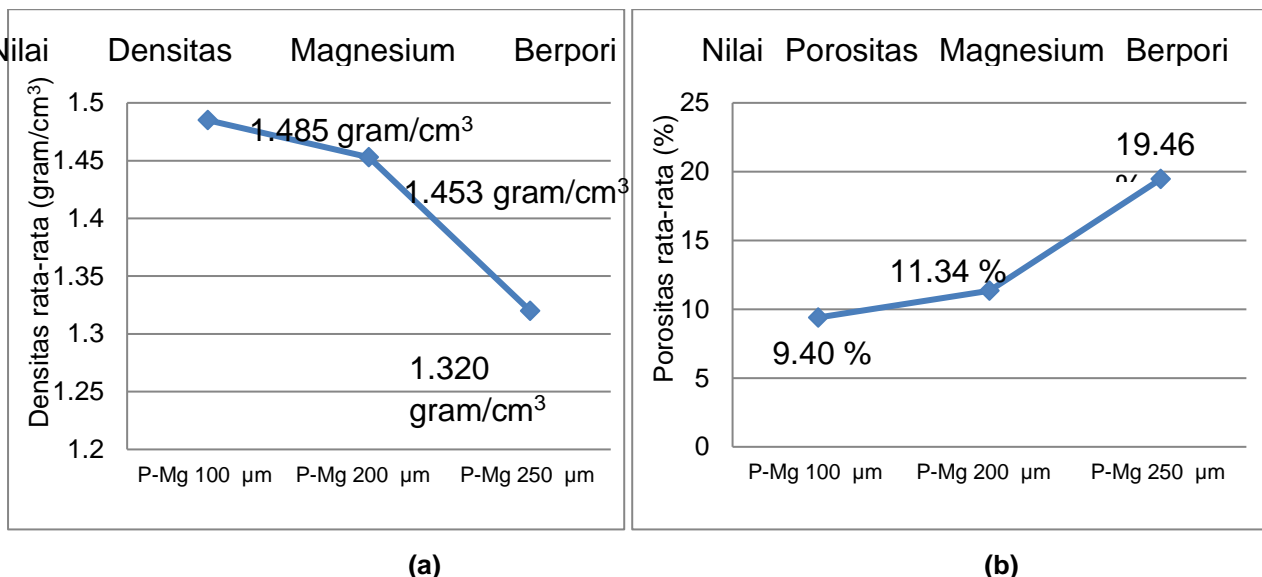 Nilai Densitas Magnesium Berpori
Densitas rata-rata (gram/cm³)
1.5
1.45
1.4
1.35
1.3
1.25
1.2
1.485 gram/cm³
1.453 gram/cm³
1.320
gram/cm³
P-Mg 100 µm P-Mg 200 µm P-Mg 250 µm
(a)
Nilai Porositas Magnesium Berpori
Porositas rata-rata (%)
25
20
15
10
5
0
19.46
%
11.34 %
9.40 %
P-Mg 100 µm P-Mg 200 µm P-Mg 250 µm
(b)